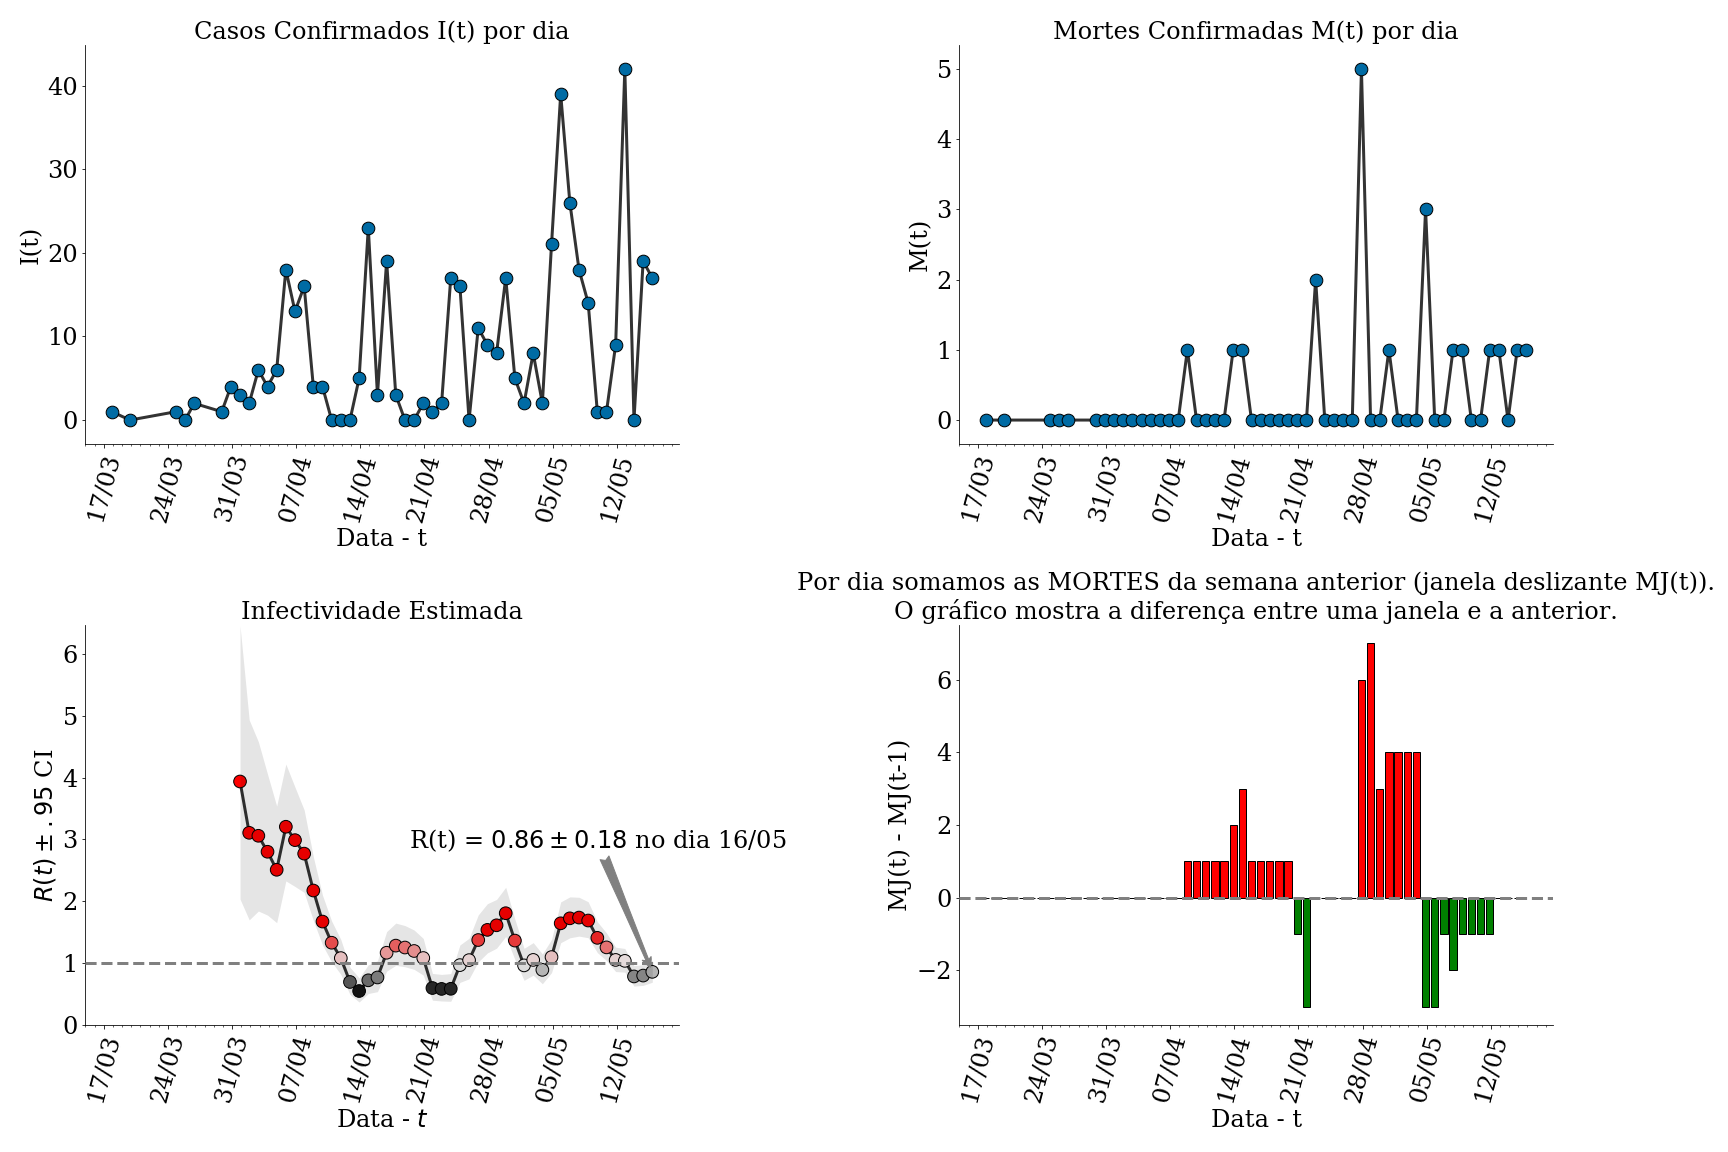 Casos Confirmados I(t) por dia
I(t)
40
30
20
10
0
17/03 24/03 31/03 07/04 14/04 21/04 28/04 05/05 12/05
Data - t
Mortes Confirmadas M(t) por dia
M(t)
5
4
3
2
1
0
17/03 24/03 31/03 07/04 14/04 21/04 28/04 05/05 12/05
Data - t
Infectividade Estimada
R(t) ± .95 CI
6
5
4
3
2
1
0
R(t) = 0.86 ± 0.18 no dia 16/05
17/03 24/03 31/03 07/04 14/04 21/04 28/04 05/05 12/05
Data - t
Por dia somamos as MORTES da semana anterior (janela deslizante MJ(t)).
O gráfico mostra a diferença entre uma janela e a anterior.
MJ(t) - MJ(t-1)
6
4
2
0
−2
17/03 24/03 31/03 07/04 14/04 21/04 28/04 05/05 12/05
Data - t